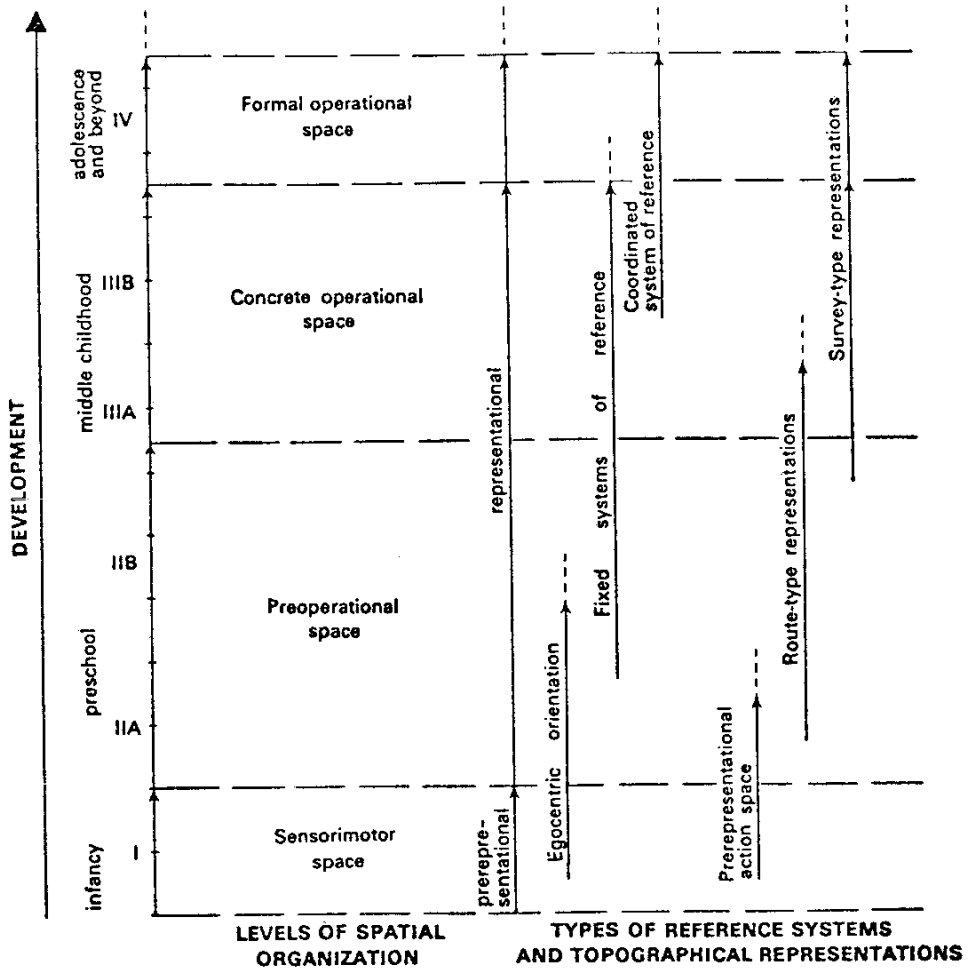 DEVELOPMENT
adolescence
and beyond
IV
middle childhood
IIIB
IIIA
preschool
IIB
IIA
infancy
I
Formal operational
space
Concrete operational
space
Preoperational
space
Sensorimotor
space
representational
prerepre-
sentational
Egocentric orientation
Fixed systems of reference
Coordinated
system of reference
Prerepresentational
action space
Route-type representations
Survey-type representations
LEVELS OF SPATIAL
ORGANIZATION
TYPES OF REFERENCE SYSTEMS
AND TOPOGRAPHICAL REPRESENTATIONS